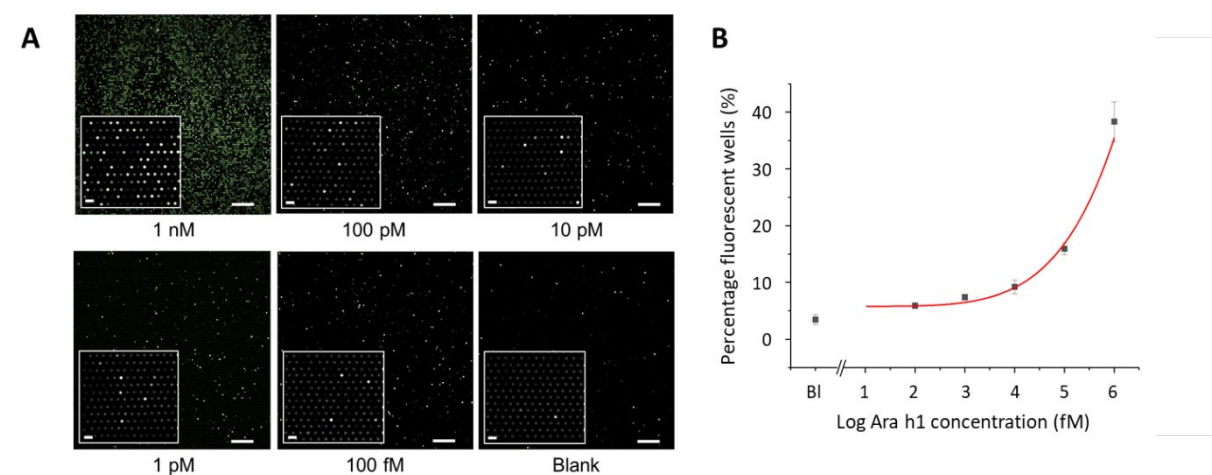 A
1 nM
100 pM
10 pM
1 pM
100 fM
Blank
B
Percentage fluorescent wells (%)
40
30
20
10
0
Bl 1 2 3 4 5 6
Log Ara h1 concentration (fM)